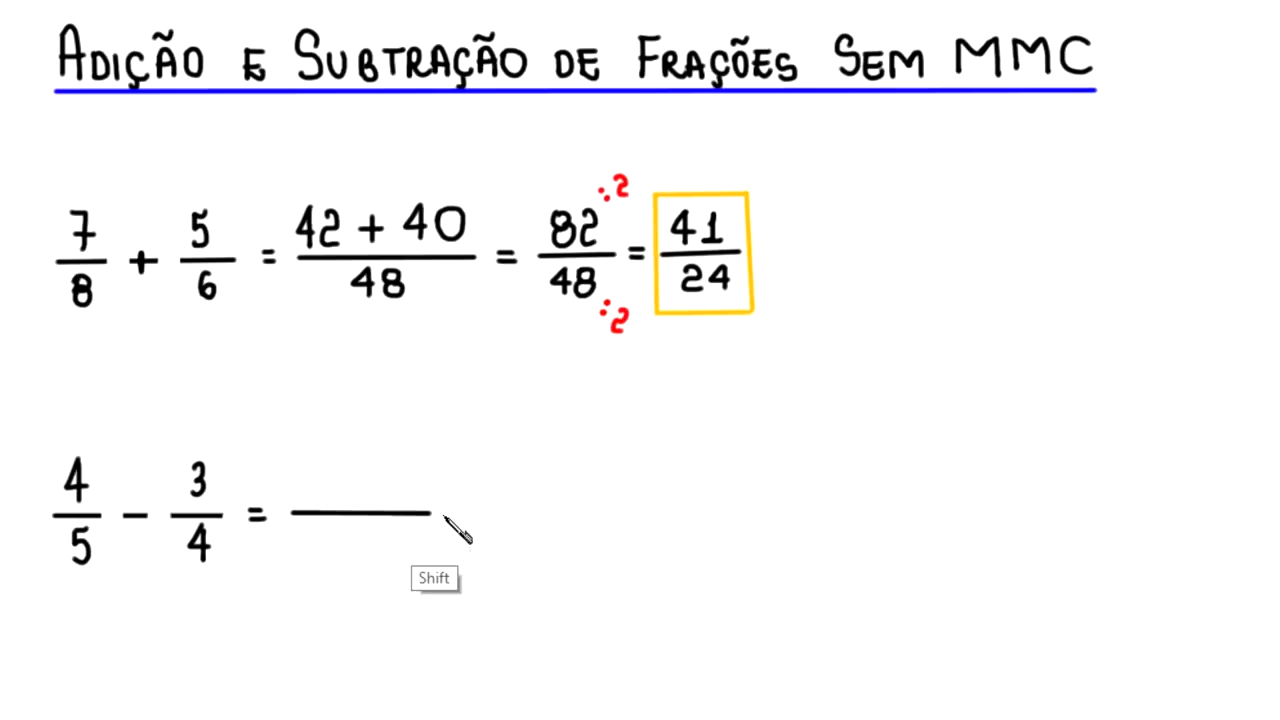 ADIÇÃO E SUBTRAÇÃO DE FRAÇÕES SEM MMC
7/8 + 5/6 = (42 + 40)/48 = 82/48 = 41/24
:2
:2
4/5 - 3/4 =
Shift